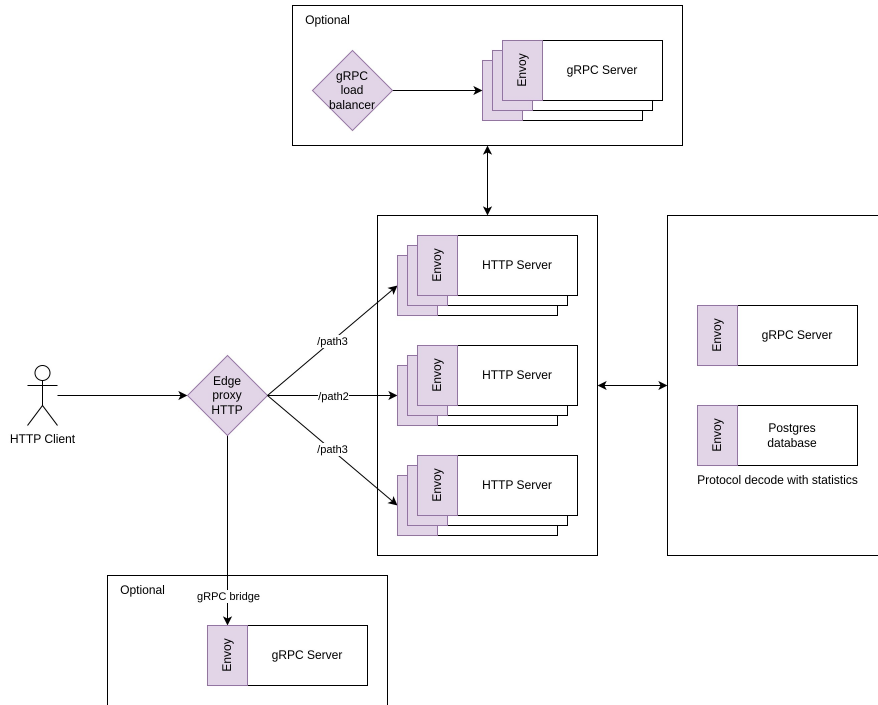 Optional
gRPC
load
balancer
Envoy
gRPC Server
Envoy
HTTP Server
/path3
Envoy
HTTP Server
/path2
Envoy
HTTP Server
/path3
Edge
proxy
HTTP
HTTP Client
Envoy
gRPC Server
Envoy
Postgres
database
Protocol decode with statistics
Optional
gRPC bridge
Envoy
gRPC Server